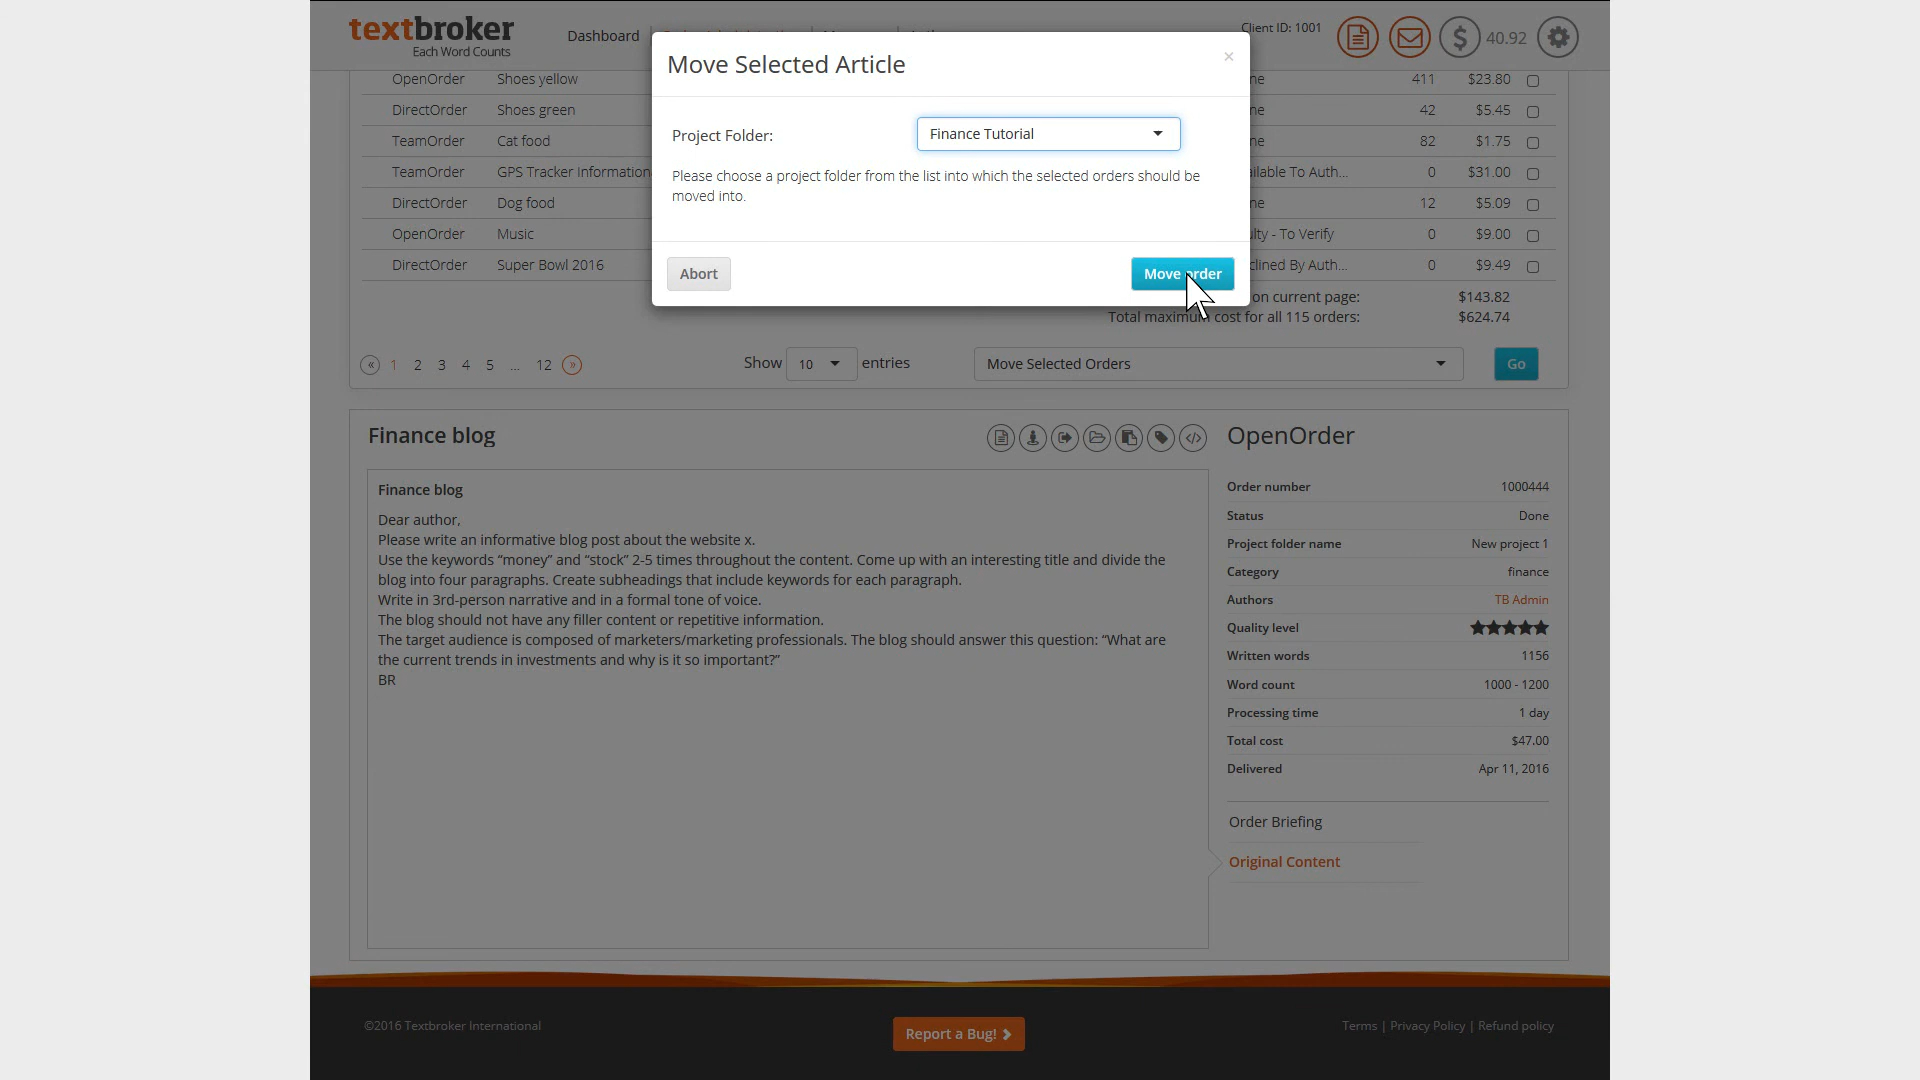 textbroker
Each Word Counts
Dashboard
Client ID: 1001
40.92
Move Selected Article
×
Project Folder:
Finance Tutorial
Please choose a project folder from the list into which the selected orders should be
moved into.
Abort
Move order
OpenOrder Shoes yellow 411 $23.80
DirectOrder Shoes green 42 $5.45
TeamOrder Cat food 82 $1.75
TeamOrder GPS Tracker Information To Auth... 0 $31.00
DirectOrder Dog food 12 $5.09
OpenOrder Music - To Verify 0 $9.00
DirectOrder Super Bowl 2016 By Auth... 0 $9.49
on current page: $143.82
Total maximum cost for all 115 orders: $624.74
« 1 2 3 4 5 ... 12 »
Show 10 entries
Move Selected Orders
Go
Finance blog
OpenOrder
Finance blog
Dear author,
Please write an informative blog post about the website x.
Use the keywords “money” and “stock” 2-5 times throughout the content. Come up with an interesting title and divide the
blog into four paragraphs. Create subheadings that include keywords for each paragraph.
Write in 3rd-person narrative and in a formal tone of voice.
The blog should not have any filler content or repetitive information.
The target audience is composed of marketers/marketing professionals. The blog should answer this question: “What are
the current trends in investments and why is it so important?”
BR
Order number 1000444
Status Done
Project folder name New project 1
Category finance
Authors TB Admin
Quality level
Written words 1156
Word count 1000 - 1200
Processing time 1 day
Total cost $47.00
Delivered Apr 11, 2016
Order Briefing
Original Content
©2016 Textbroker International
Report a Bug!
Terms | Privacy Policy | Refund policy